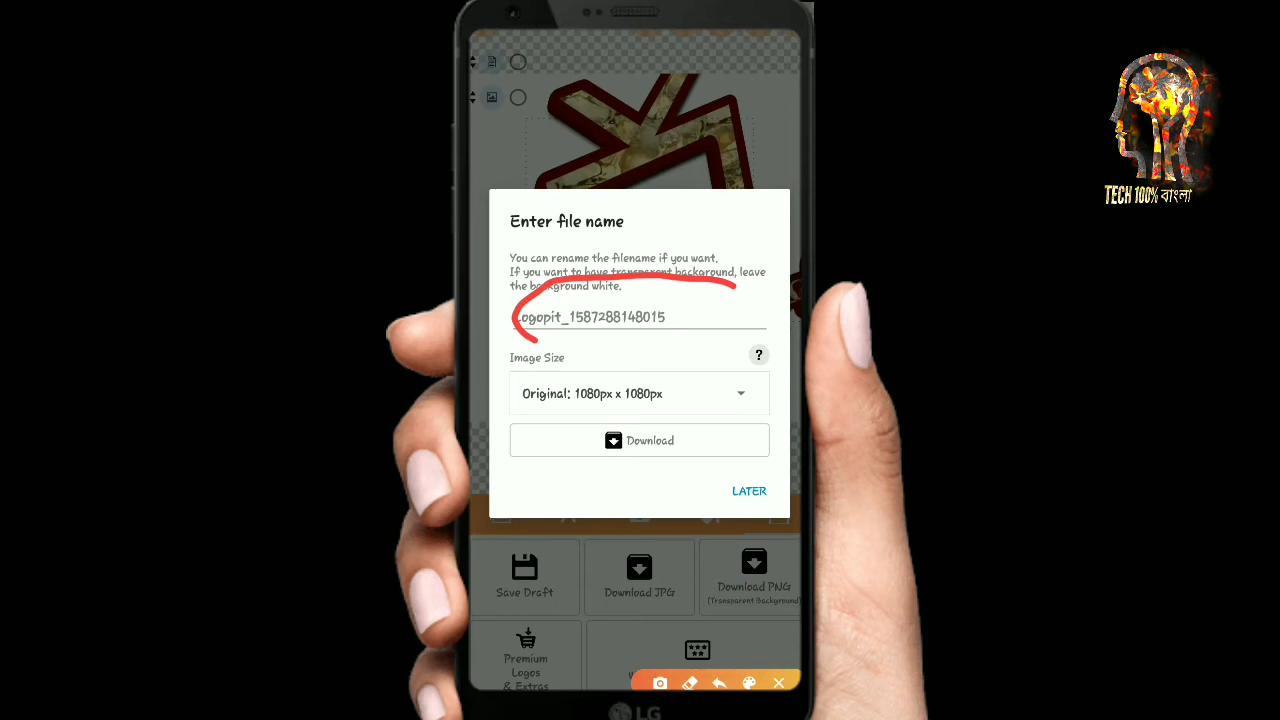 TECH 100% বাংলা
Enter file name
You can rename the filename if you want.
If you want to have transparent background, leave
the background white.
Logopit_1587288148015
Image Size
?
Original: 1080px x 1080px
Download
LATER
Save Draft
Download JPG
Download PNG
(Transparent Background)
Premium
Logos
& Extras
LG